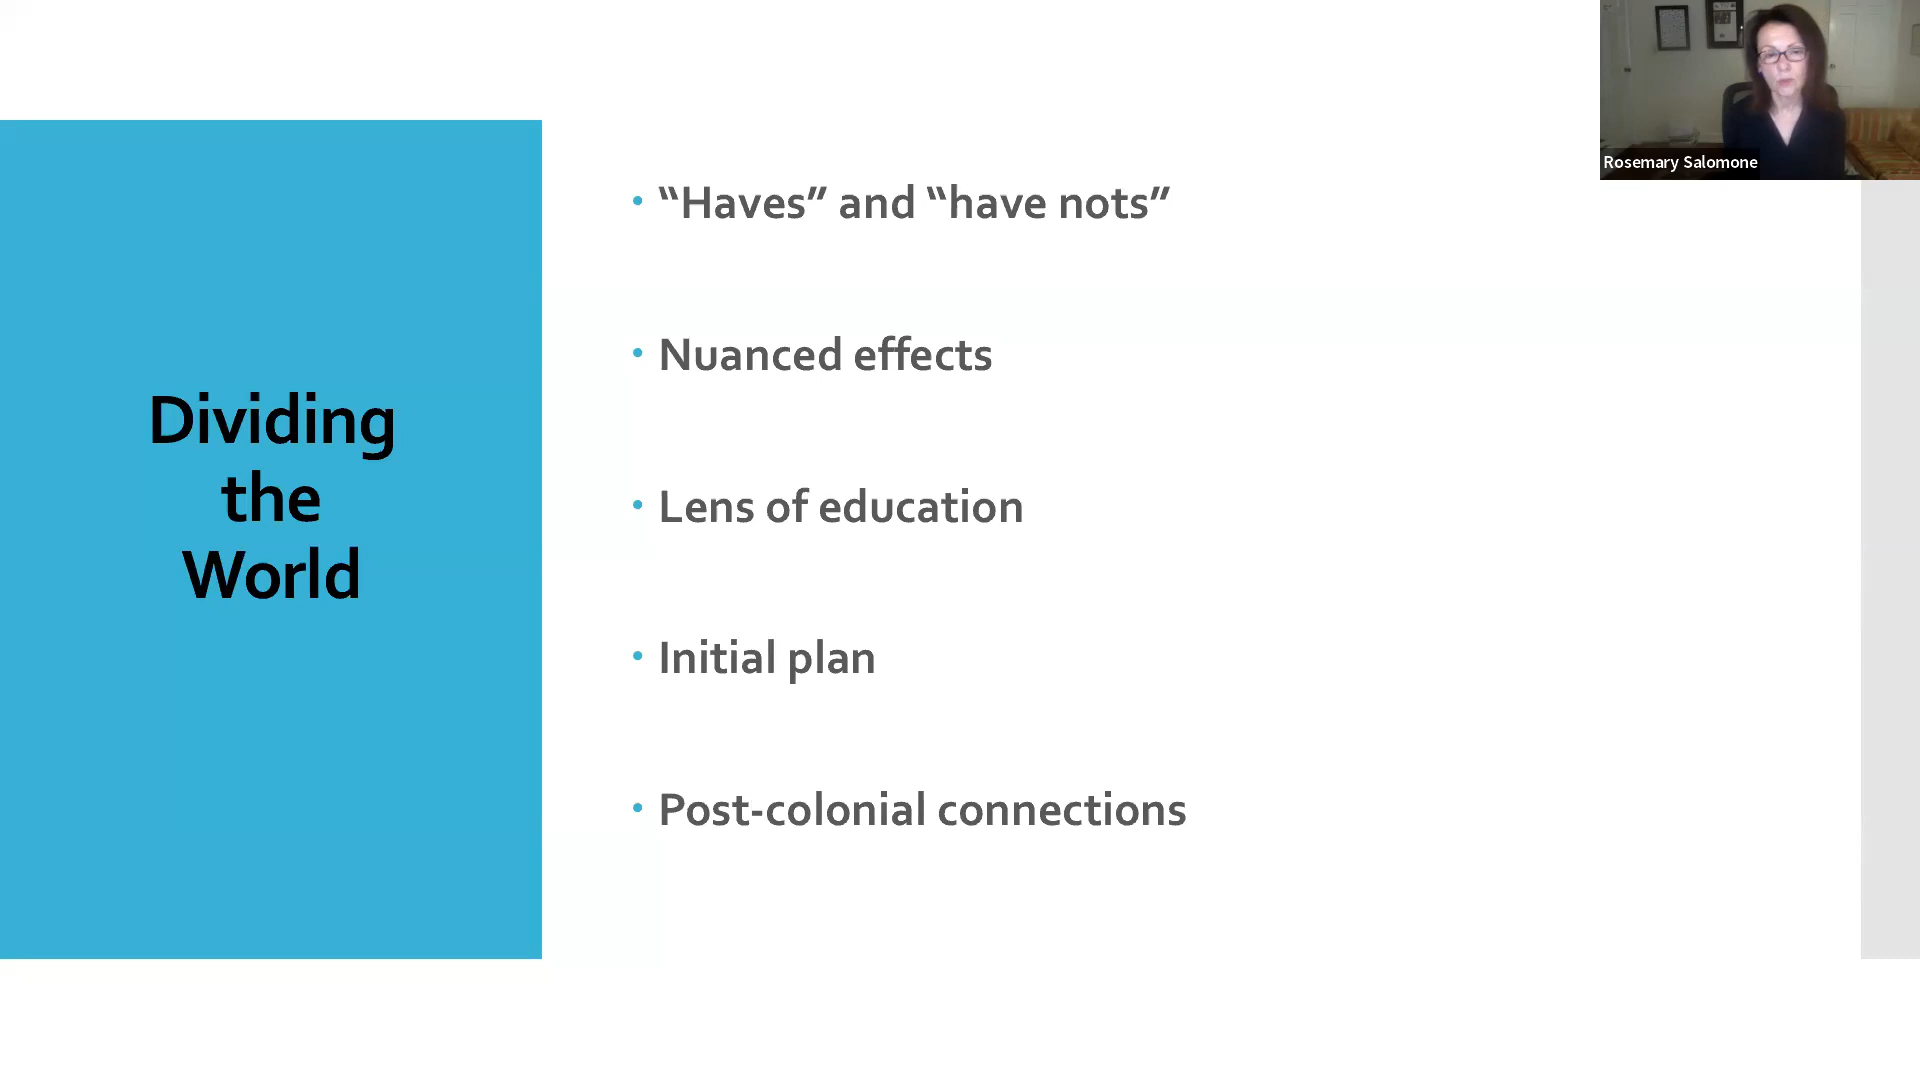 Rosemary Salomone
Dividing
the
World
• “Haves” and “have nots”
• Nuanced effects
• Lens of education
• Initial plan
• Post-colonial connections